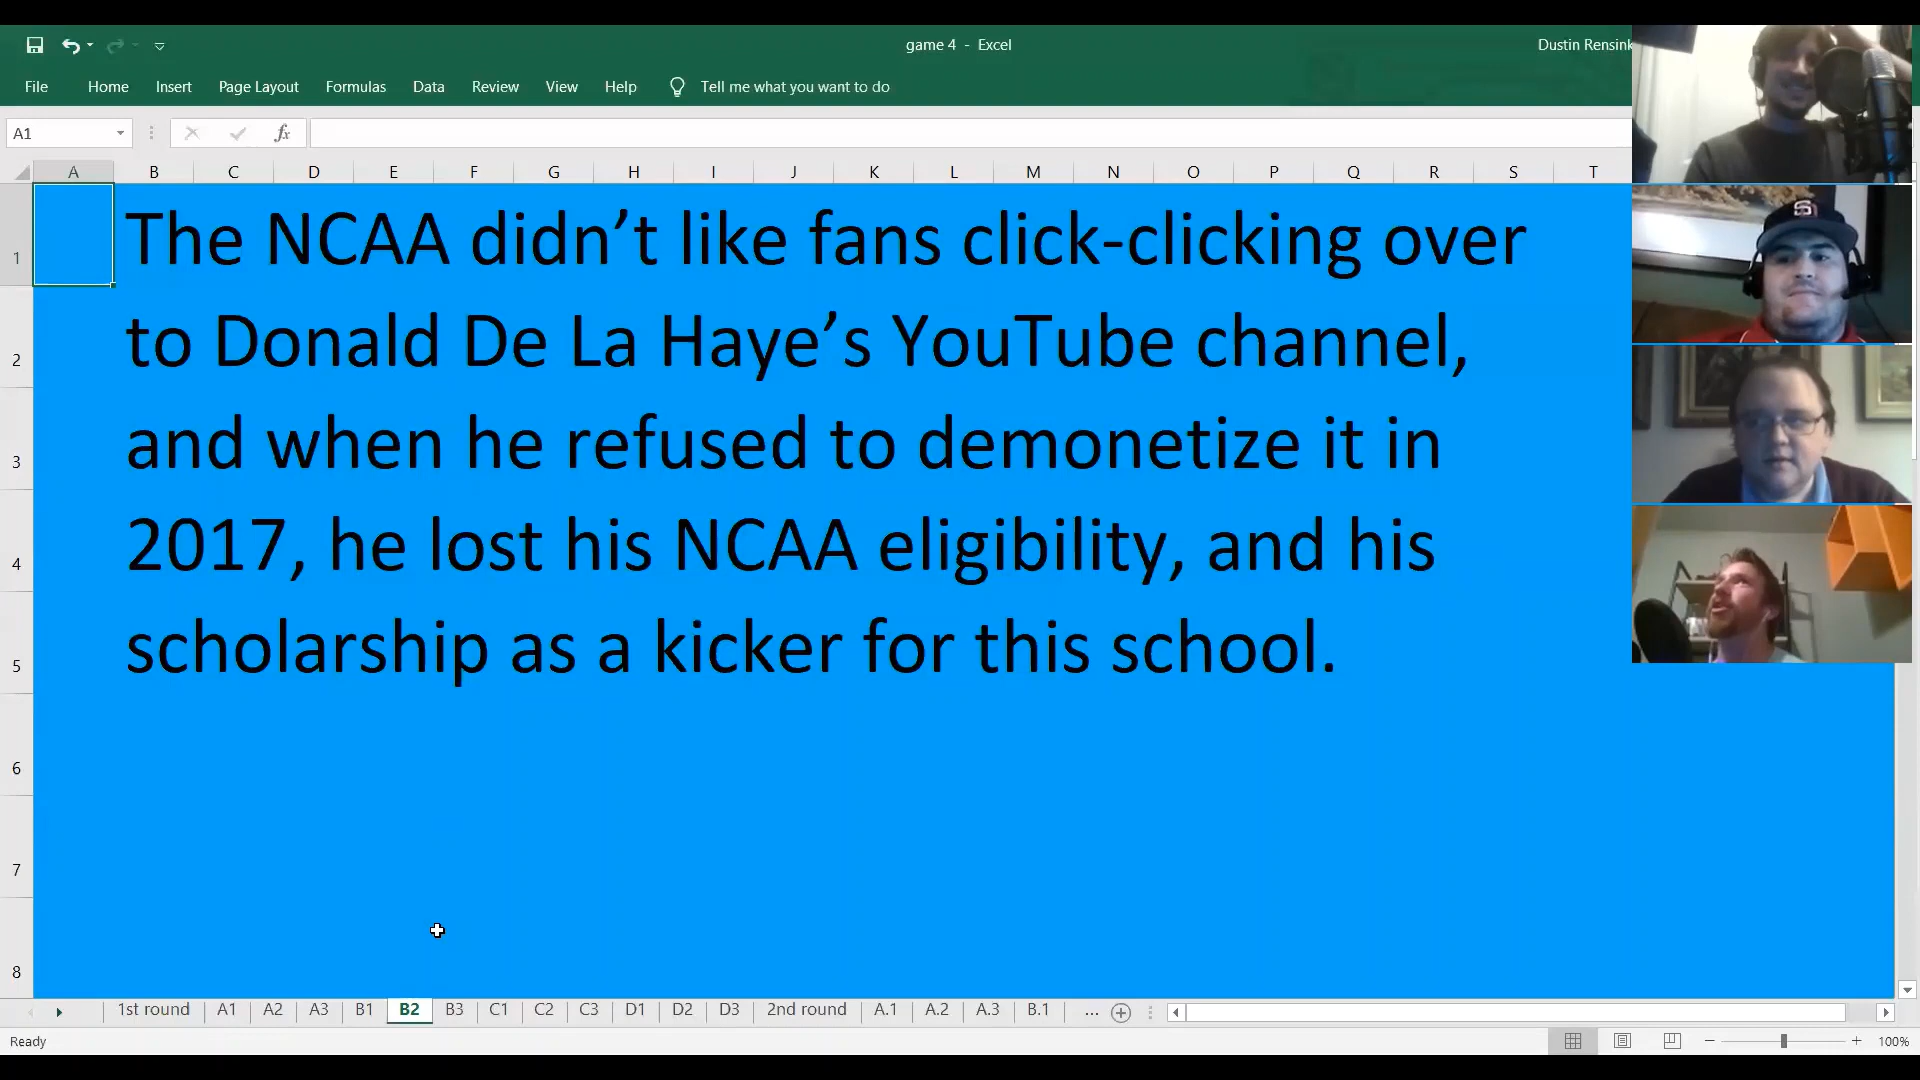 game 4 - Excel
Dustin Rensink
File Home Insert Page Layout Formulas Data Review View Help Tell me what you want to do
A1
fx
A B C D E F G H I J K L M N O P Q R S T
1 The NCAA didn’t like fans click-clicking over
2 to Donald De La Haye’s YouTube channel,
3 and when he refused to demonetize it in
4 2017, he lost his NCAA eligibility, and his
5 scholarship as a kicker for this school.
6
7
8
1st round A1 A2 A3 B1 B2 B3 C1 C2 C3 D1 D2 D3 2nd round A.1 A.2 A.3 B.1 ...
Ready
100%